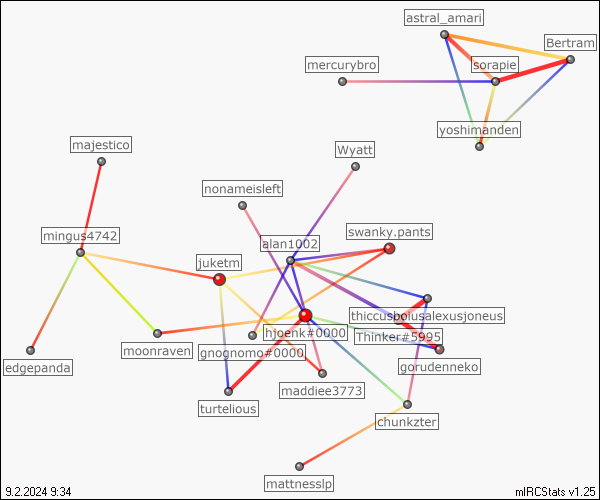 astral_amari
Bertram
mercurybro
sorapie
yoshimanden
majestico
Wyatt
nonameisleft
mingus4742
swanky.pants
alan1002
juketm
thiccusboiusalexusjoneus
hjoenk#0000
Thinker#5995
moonraven
gnognomo#0000
edgepanda
gorudenneko
maddiee3773
turtelious
chunkzter
mattnesslp
9.2.2024 9:34
mIRCStats v1.25